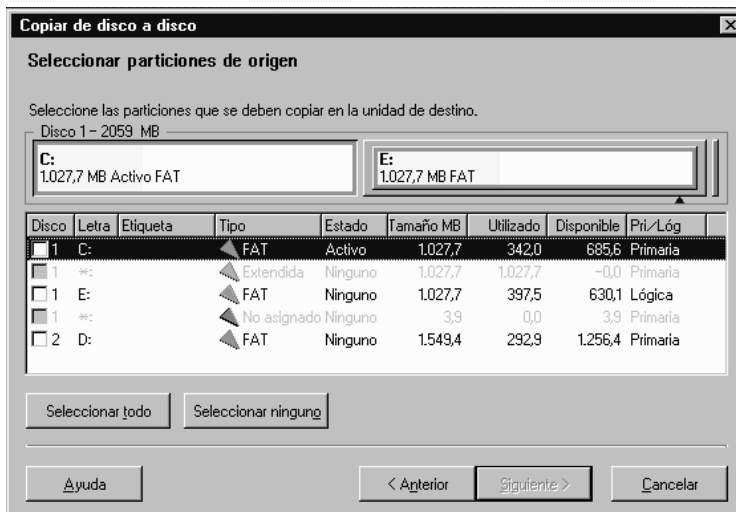 Copiar de disco a disco
Seleccionar particiones de origen
Seleccione las particiones que se deben copiar en la unidad de destino.
Disco 1 – 2059 MB
C:
1.027,7 MB Activo FAT
E:
1.027,7 MB FAT
Disco Letra Etiqueta Tipo Estado Tamaño MB Utilizado Disponible Pri/Lóg
1 C: FAT Activo 1.027,7 342,0 685,6 Primaria
1 *: Extendida Ninguno 1.027,7 1.027,7 -0,0 Primaria
1 E: FAT Ninguno 1.027,7 397,5 630,1 Lógica
1 *: No asignado Ninguno 3,9 0,0 3,9 Primaria
2 D: FAT Ninguno 1.549,4 292,9 1.256,4 Primaria
Seleccionar todo Seleccionar ninguno
Ayuda < Anterior Siguiente > Cancelar